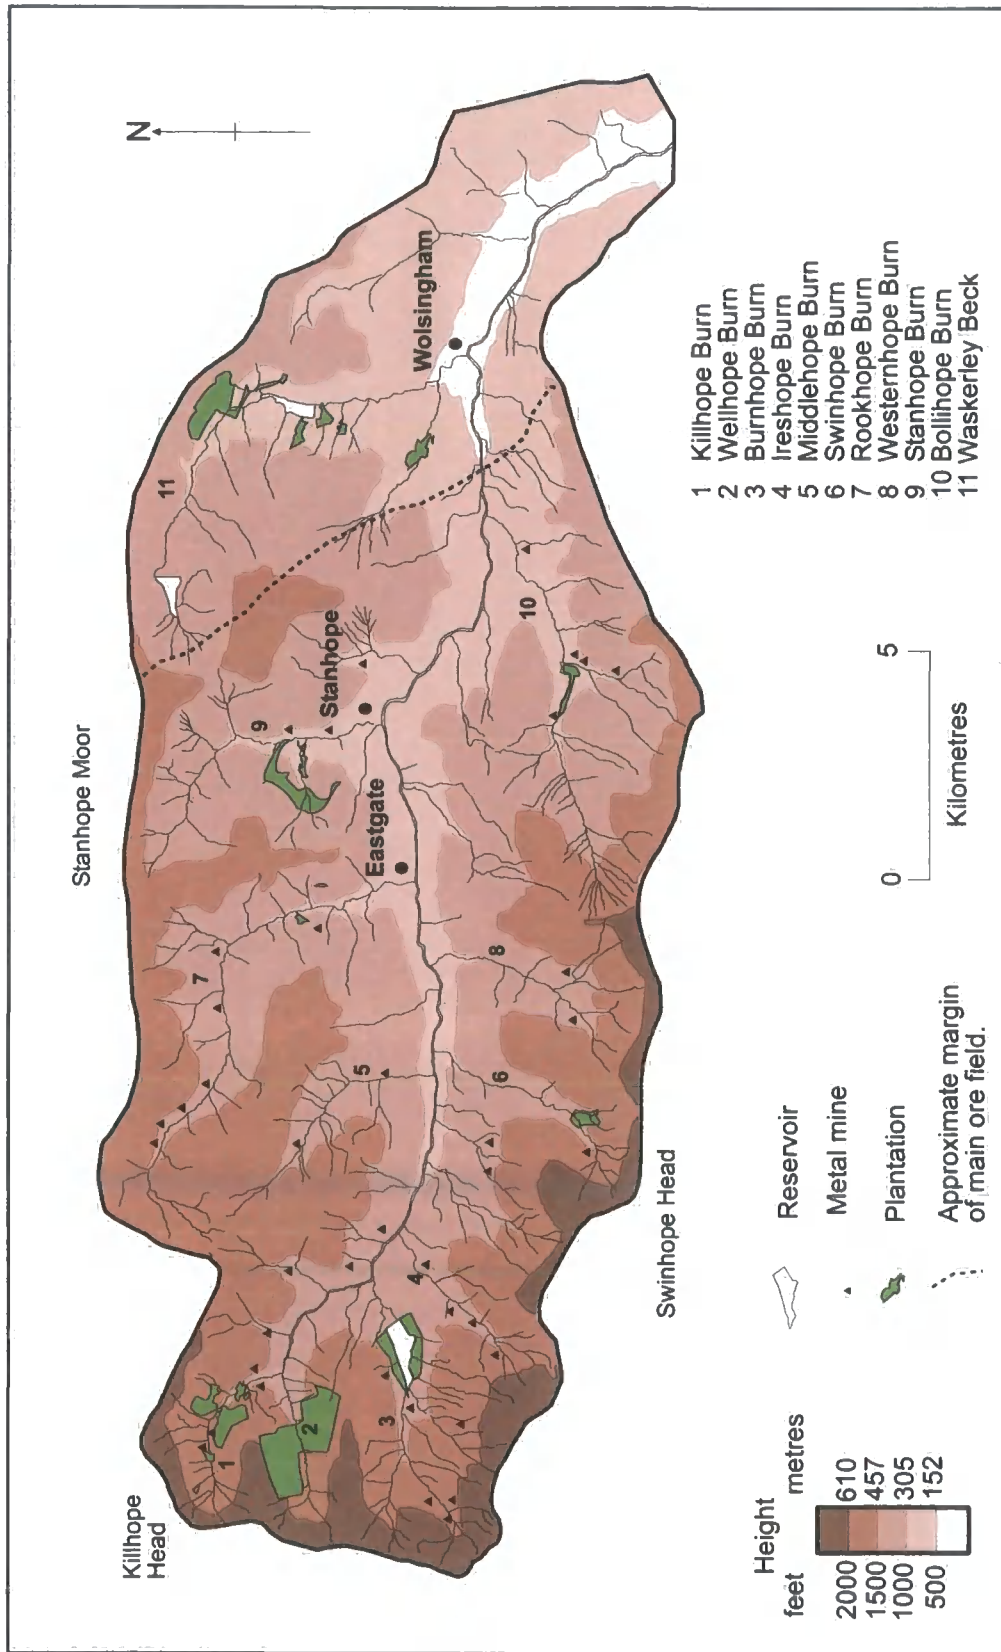 N
Stanhope Moor
Killhope
Head
Swinhope Head
Wolsingham
Stanhope
Eastgate
1
2
3
4
5
6
7
8
9
10
11
1 Killhope Burn
2 Wellhope Burn
3 Burnhope Burn
4 Ireshope Burn
5 Middlehope Burn
6 Swinhope Burn
7 Rookhope Burn
8 Westernhope Burn
9 Stanhope Burn
10 Bollihope Burn
11 Waskerley Beck
Height
feet metres
2000 610
1500 457
1000 305
500 152
Reservoir
Metal mine
Plantation
Approximate margin
of main ore field.
0 5
Kilometres